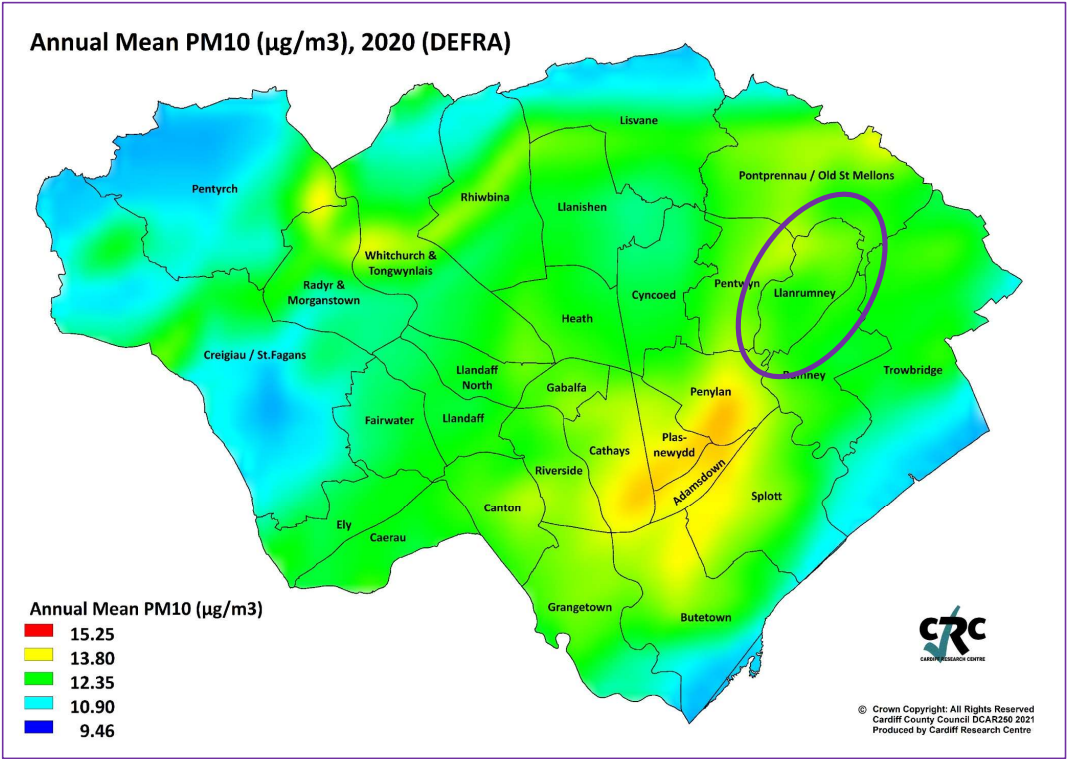 Annual Mean PM10 (µg/m3), 2020 (DEFRA)
Lisvane
Pontprennau / Old St Mellons
Pentyrch
Rhiwbina
Llanishen
Whitchurch &
Tongwynlais
Radyr &
Morganstown
Pentwyn
Llanrumney
Cyncoed
Heath
Creigiau / St.Fagans
Llandaff
North
Gabalfa
Penylan
Rumney
Trowbridge
Fairwater
Llandaff
Cathays
Plas-
newydd
Riverside
Adamsdown
Splott
Canton
Ely
Caerau
Grangetown
Butetown
Annual Mean PM10 (µg/m3)
15.25
13.80
12.35
10.90
9.46
CRC
CARDIFF RESEARCH CENTRE
© Crown Copyright: All Rights Reserved
Cardiff County Council DCAR250 2021
Produced by Cardiff Research Centre